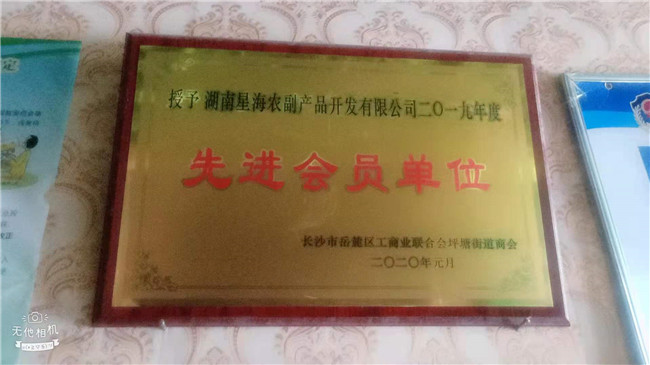 授予 湖南星海农副产品开发有限公司二〇一九年度
先进会员单位
长沙市岳麓区工商业联合会坪塘街道商会
二〇二〇年元月
定
无他相机